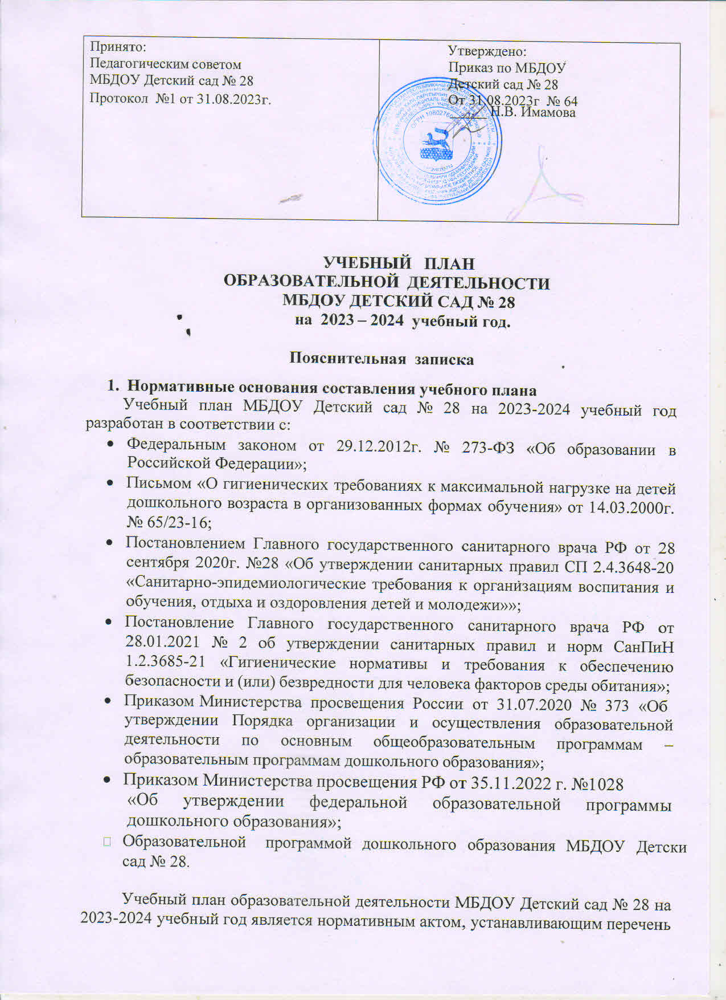 Принято:
Педагогическим советом
МБДОУ Детский сад № 28
Протокол №1 от 31.08.2023г.
Утверждено:
Приказ по МБДОУ
Детский сад № 28
От 31.08.2023г № 64
Н.В. Имамова
УЧЕБНЫЙ ПЛАН
ОБРАЗОВАТЕЛЬНОЙ ДЕЯТЕЛЬНОСТИ
МБДОУ ДЕТСКИЙ САД № 28
на 2023 – 2024 учебный год.
Пояснительная записка
1. Нормативные основания составления учебного плана
Учебный план МБДОУ Детский сад № 28 на 2023-2024 учебный год
разработан в соответствии с:
• Федеральным законом от 29.12.2012г. № 273-ФЗ «Об образовании в
Российской Федерации»;
• Письмом «О гигиенических требованиях к максимальной нагрузке на детей
дошкольного возраста в организованных формах обучения» от 14.03.2000г.
№ 65/23-16;
• Постановлением Главного государственного санитарного врача РФ от 28
сентября 2020г. №28 «Об утверждении санитарных правил СП 2.4.3648-20
«Санитарно-эпидемиологические требования к организациям воспитания и
обучения, отдыха и оздоровления детей и молодежи»»;
• Постановление Главного государственного санитарного врача РФ от
28.01.2021 № 2 об утверждении санитарных правил и норм СанПиН
1.2.3685-21 «Гигиенические нормативы и требования к обеспечению
безопасности и (или) безвредности для человека факторов среды обитания»;
• Приказом Министерства просвещения России от 31.07.2020 № 373 «Об
утверждении Порядка организации и осуществления образовательной
деятельности по основным общеобразовательным программам –
образовательным программам дошкольного образования»;
• Приказом Министерства просвещения РФ от 35.11.2022 г. №1028
«Об утверждении федеральной образовательной программы
дошкольного образования»;
Образовательной программой дошкольного образования МБДОУ Детски
сад № 28.
Учебный план образовательной деятельности МБДОУ Детский сад № 28 на
2023-2024 учебный год является нормативным актом, устанавливающим перечень